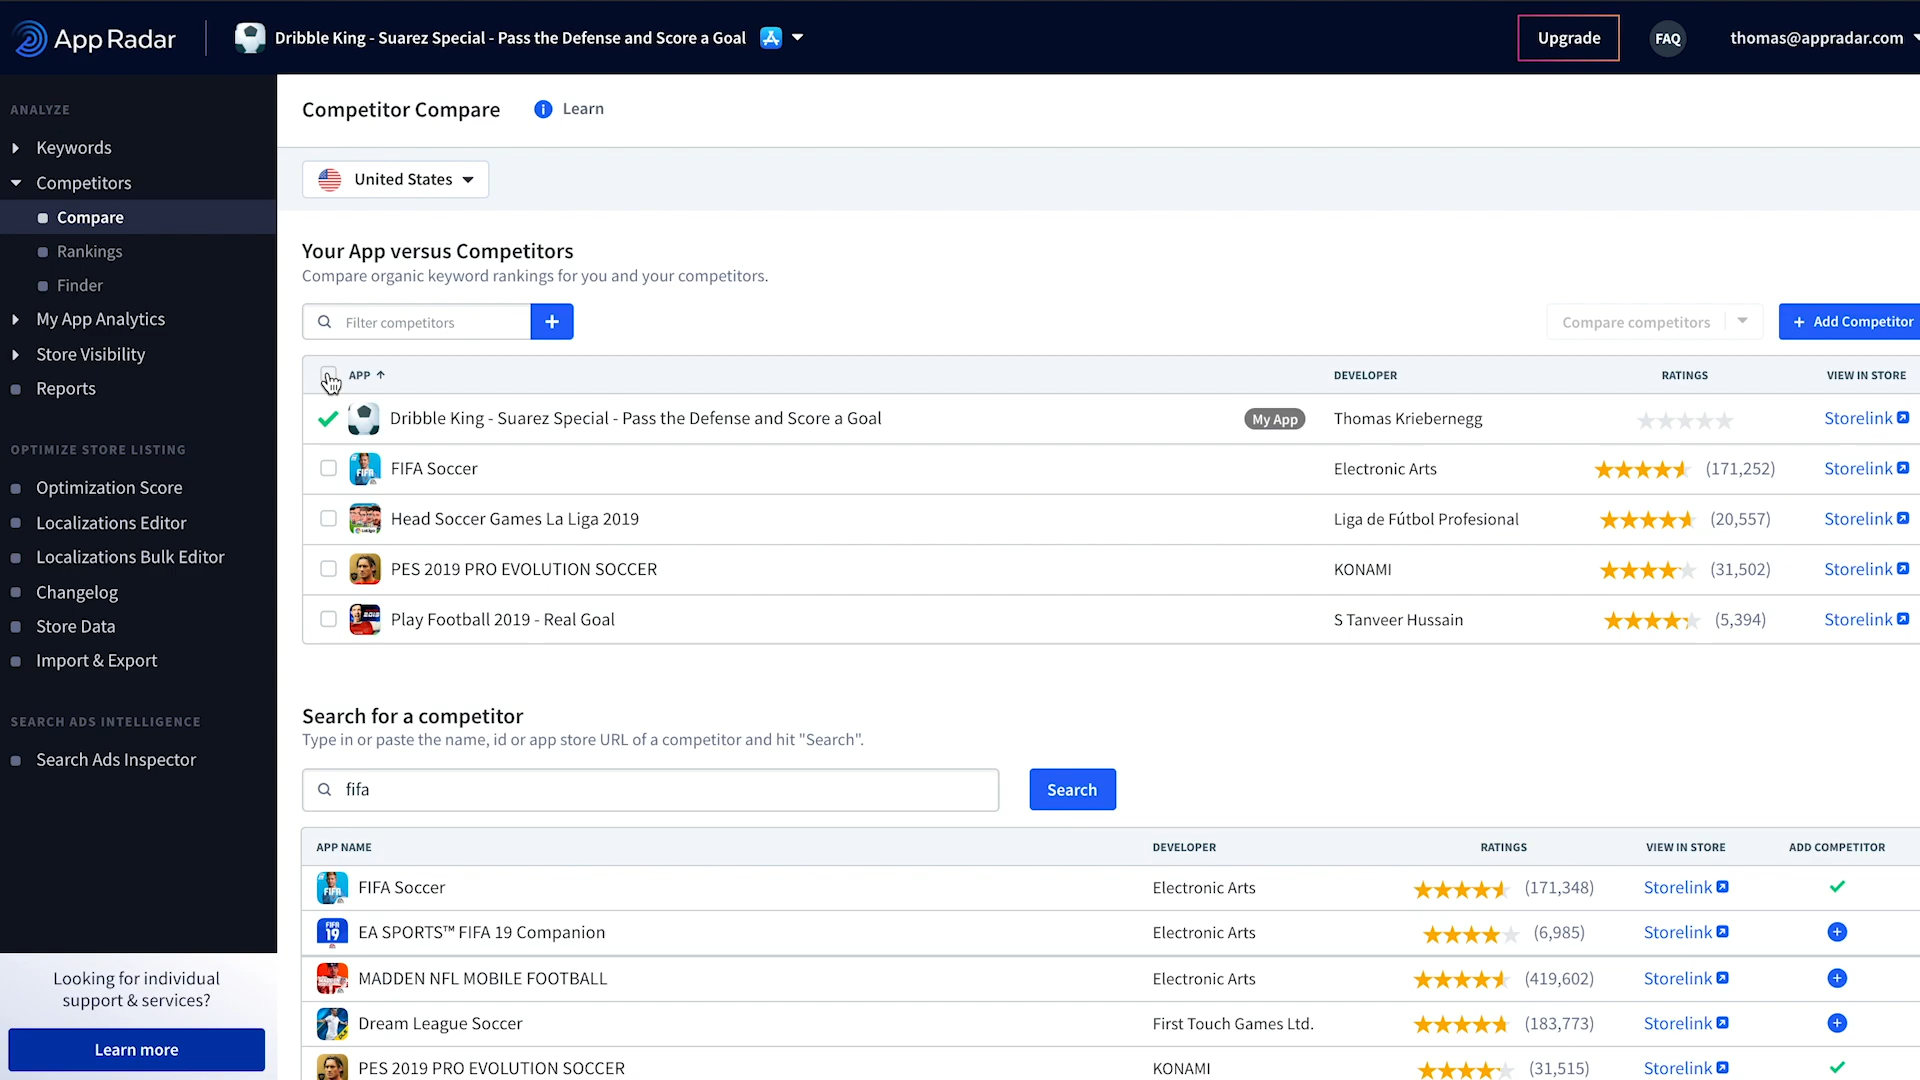 App Radar
Dribble King - Suarez Special - Pass the Defense and Score a Goal
Upgrade
FAQ
thomas@appradar.com
ANALYZE
Keywords
Competitors
Compare
Rankings
Finder
My App Analytics
Store Visibility
Reports
OPTIMIZE STORE LISTING
Optimization Score
Localizations Editor
Localizations Bulk Editor
Changelog
Store Data
Import & Export
SEARCH ADS INTELLIGENCE
Search Ads Inspector
Looking for individual
support & services?
Learn more
Competitor Compare
Learn
United States
Your App versus Competitors
Compare organic keyword rankings for you and your competitors.
Filter competitors
+
Compare competitors
+ Add Competitor
APP ↑ DEVELOPER RATINGS VIEW IN STORE
Dribble King - Suarez Special - Pass the Defense and Score a Goal My App Thomas Kriebernegg Storelink
FIFA Soccer Electronic Arts (171,252) Storelink
Head Soccer Games La Liga 2019 Liga de Fútbol Profesional (20,557) Storelink
PES 2019 PRO EVOLUTION SOCCER KONAMI (31,502) Storelink
Play Football 2019 - Real Goal S Tanveer Hussain (5,394) Storelink
Search for a competitor
Type in or paste the name, id or app store URL of a competitor and hit "Search".
fifa
Search
APP NAME DEVELOPER RATINGS VIEW IN STORE ADD COMPETITOR
FIFA Soccer Electronic Arts (171,348) Storelink
EA SPORTS™ FIFA 19 Companion Electronic Arts (6,985) Storelink
MADDEN NFL MOBILE FOOTBALL Electronic Arts (419,602) Storelink
Dream League Soccer First Touch Games Ltd. (183,773) Storelink
PES 2019 PRO EVOLUTION SOCCER KONAMI (31,515) Storelink